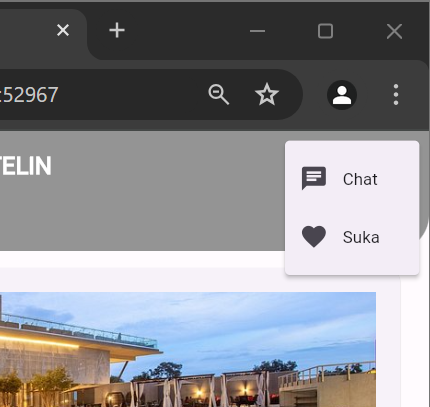 :52967
TELIN
Chat
Suka